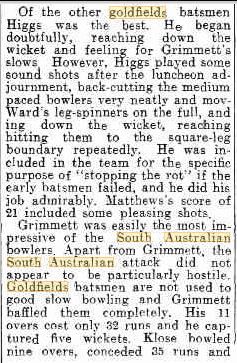 Of the other goldfields batsmen
Higgs was the best. He began
doubtfully, reaching down the
wicket and feeling for Grimmett's
slows. However, Higgs played some
sound shots after the luncheon ad-
journment, back-cutting the medium
paced bowlers very neatly and mov-
Ward's leg-spinners on the full, and
ing down the wicket, reaching
hitting them to the square-leg
boundary repeatedly. He was in-
cluded in the team for the specific
purpose of "stopping the rot" if the
early batsmen failed, and he did his
job admirably. Matthews's score of
21 included some pleasing shots.
Grimmett was easily the most im-
pressive of the South Australian
bowlers. Apart from Grimmett, the
South Australian attack did not
appear to be particularly hostile.
Goldfields batsmen are not used to
good slow bowling and Grimmett
baffled them completely. His 11
overs cost only 32 runs and he cap-
tured five wickets. Klose bowled
nine overs, conceded 35 runs and